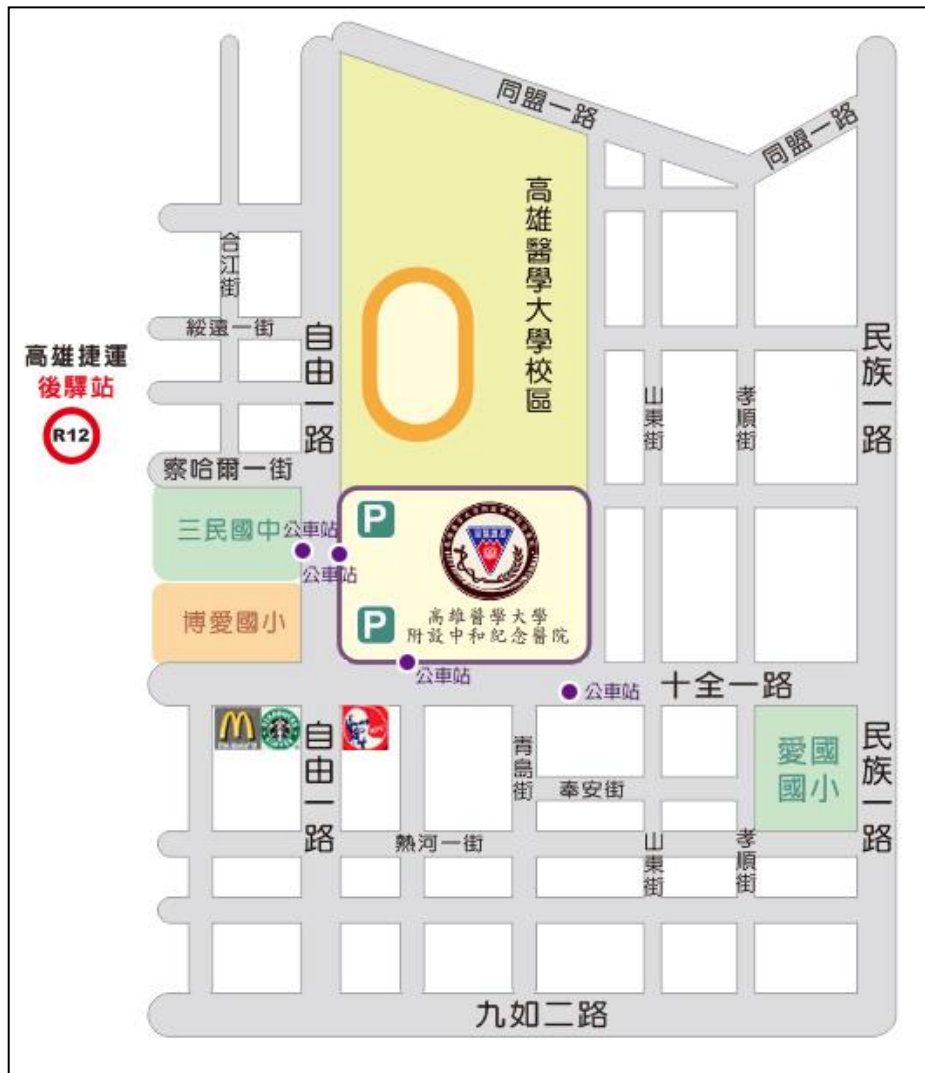 同盟一路
同盟一路
高雄醫學大學校區
合江街
綏遠一街
自由一路
民族一路
高雄捷運
後驛站
R12
山東街
孝順街
察哈爾一街
三民國中
公車站
公車站
P
博愛國小
P
高雄醫學大學
附設中和紀念醫院
公車站
公車站
十全一路
自由一路
KFC
青島街
愛國
國小
民族一路
奉安街
熱河一街
山東街
孝順街
九如二路